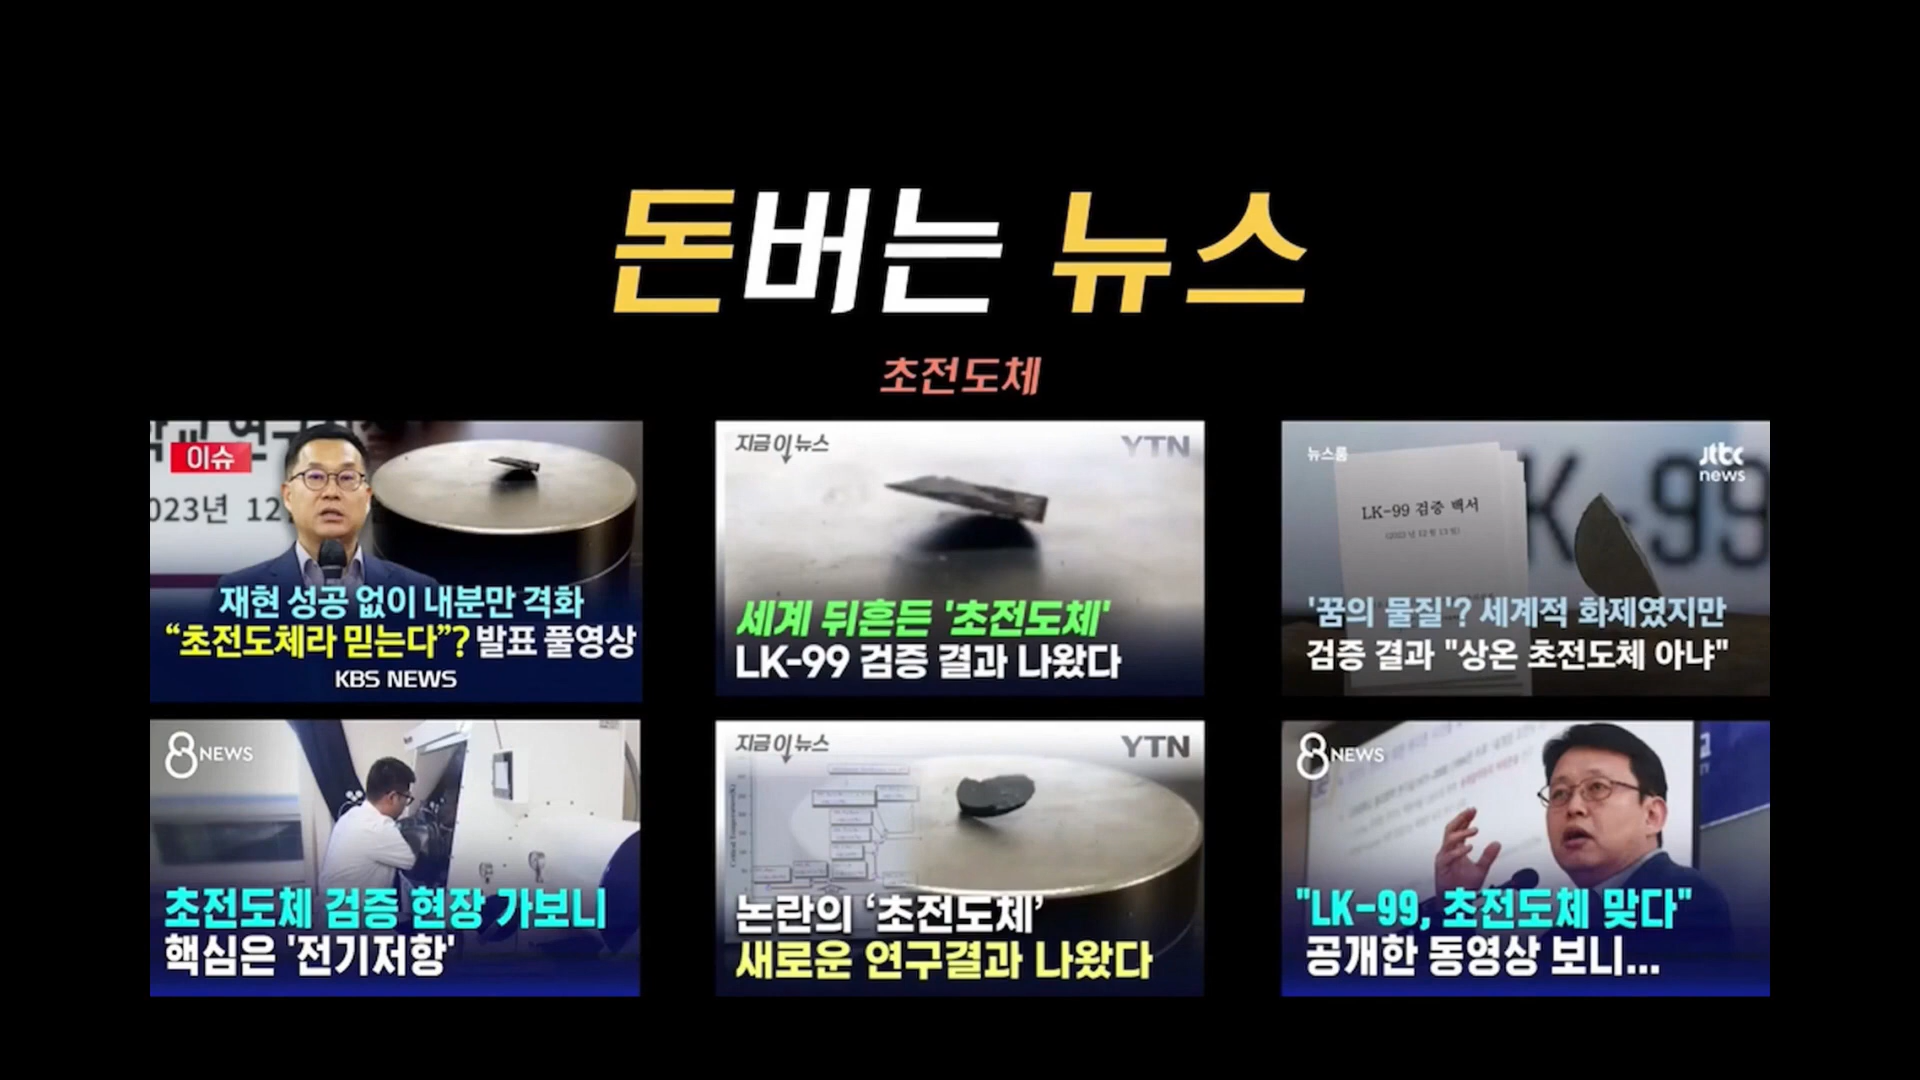 돈버는 뉴스
초전도체
이슈
023년 12
재현 성공 없이 내분만 격화
“초전도체라 믿는다”? 발표 풀영상
KBS NEWS
지금 이 뉴스
YTN
세계 뒤흔든 '초전도체'
LK-99 검증 결과 나왔다
뉴스룸
jtbc
news
LK-99 검증 백서
K-99
'꿈의 물질'? 세계적 화제였지만
검증 결과 "상온 초전도체 아냐"
8 NEWS
초전도체 검증 현장 가보니
핵심은 '전기저항'
지금 이 뉴스
YTN
논란의 ‘초전도체’
새로운 연구결과 나왔다
8 NEWS
"LK-99, 초전도체 맞다"
공개한 동영상 보니...